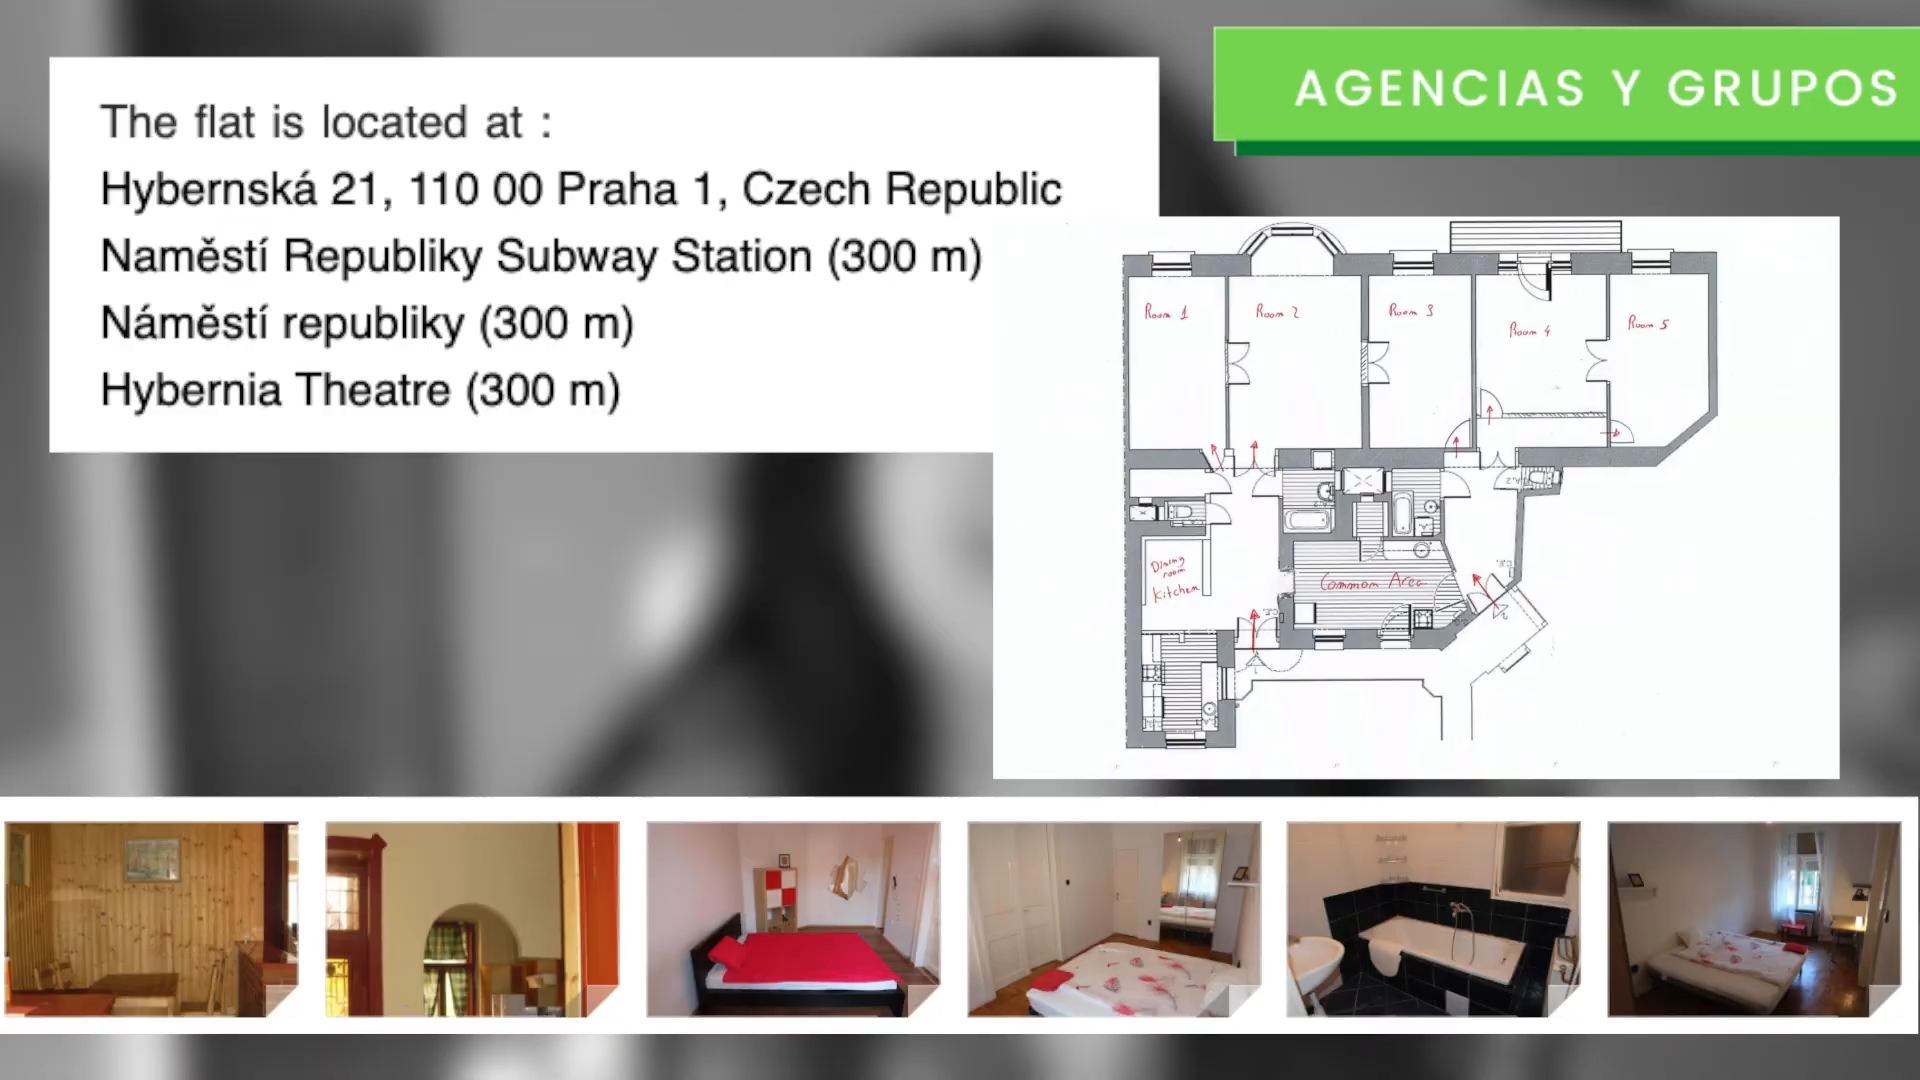 AGENCIAS Y GRUPOS
The flat is located at :
Hybernská 21, 110 00 Praha 1, Czech Republic
Naměstí Republiky Subway Station (300 m)
Náměstí republiky (300 m)
Hybernia Theatre (300 m)
Room 1
Room 2
Room 3
Room 4
Room 5
Dining
room
Kitchen
Common Area